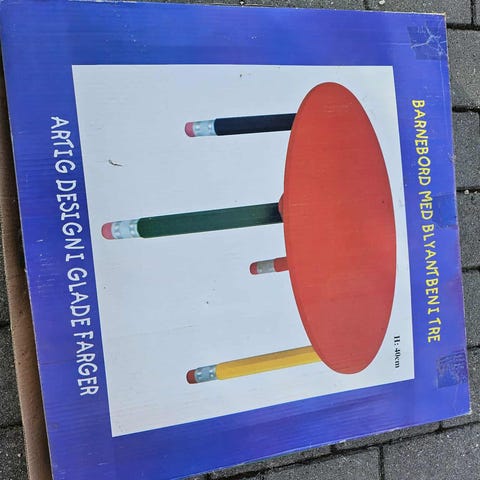 BARNEBORD MED BLYANTBEN I TRE
H: 40cm
ARTIG DESIGN I GLADE FARGER